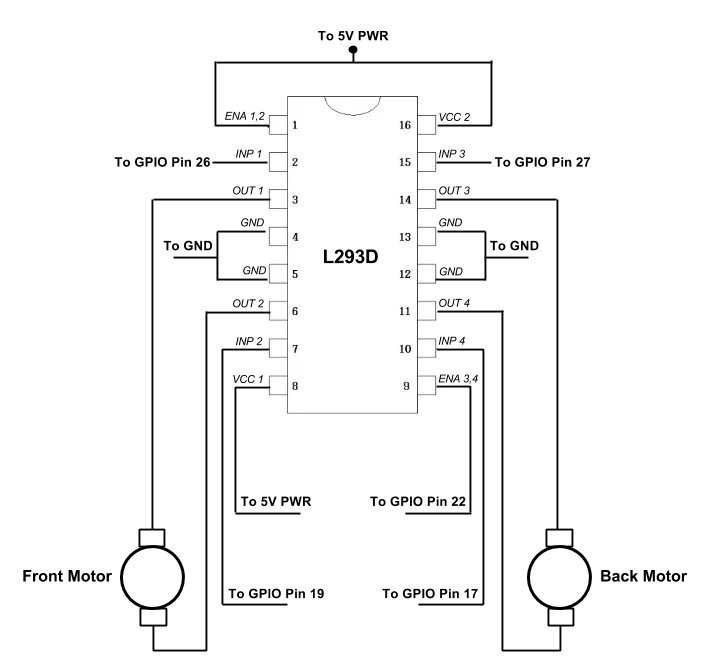 To 5V PWR
ENA 1,2
1
16
VCC 2
To GPIO Pin 26
INP 1
2
15
INP 3
To GPIO Pin 27
OUT 1
3
14
OUT 3
GND
4
13
GND
To GND
L293D
To GND
GND
5
12
GND
OUT 2
6
11
OUT 4
INP 2
7
10
INP 4
VCC 1
8
9
ENA 3,4
To 5V PWR
To GPIO Pin 22
Front Motor
Back Motor
To GPIO Pin 19
To GPIO Pin 17